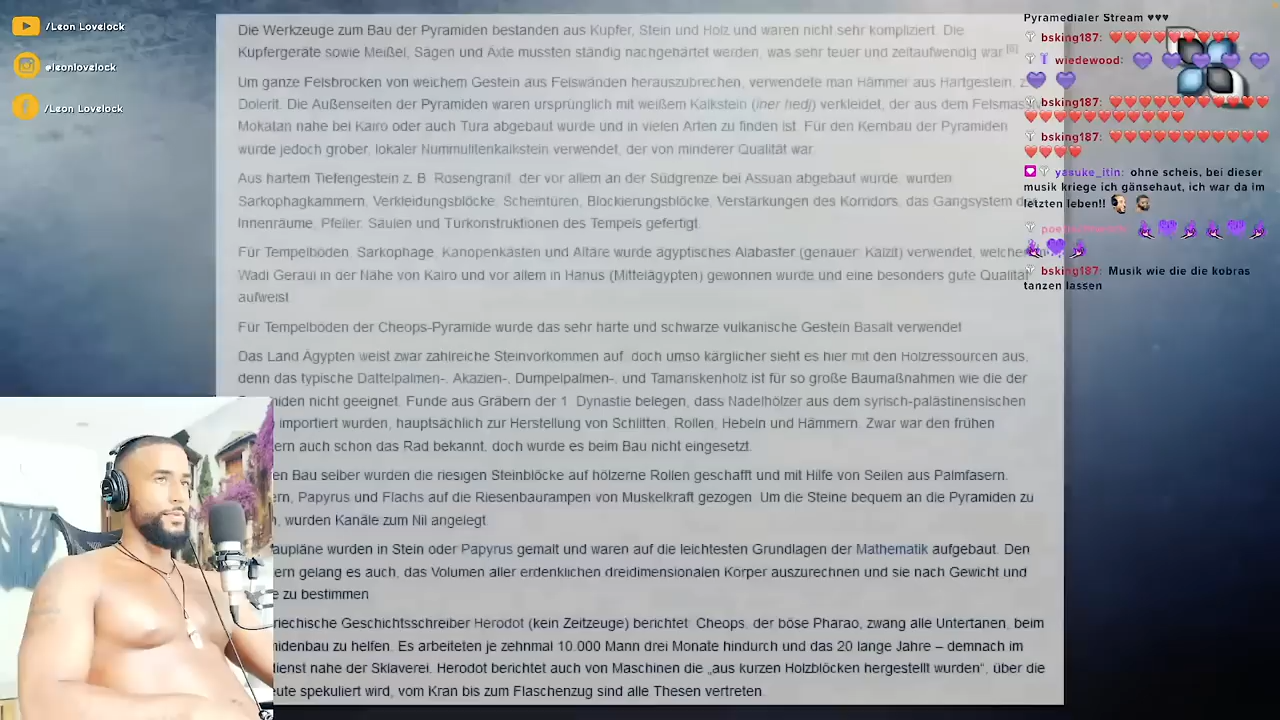 /Leon Lovelock
@leonlovelock
/Leon Lovelock
Die Werkzeuge zum Bau der Pyramiden bestanden aus Kupfer, Stein und Holz und waren nicht sehr kompliziert. Die
Kupfergeräte sowie Meißel, Sägen und Äxte mussten ständig nachgehärtet werden, was sehr teuer und zeitaufwendig war.[6]
Um ganze Felsbrocken von weichem Gestein aus Felswänden herauszubrechen, verwendete man Hämmer aus Hartgestein, z.
Dolerit. Die Außenseiten der Pyramiden waren ursprünglich mit weißem Kalkstein (iner hedj) verkleidet, der aus dem Felsmas
Mokatan nahe bei Kairo oder auch Tura abgebaut wurde und in vielen Arten zu finden ist. Für den Kernbau der Pyramiden
wurde jedoch grober, lokaler Nummulitenkalkstein verwendet, der von minderer Qualität war.
Aus hartem Tiefengestein z. B. Rosengranit, der vor allem an der Südgrenze bei Assuan abgebaut wurde, wurden
Sarkophagkammern, Verkleidungsblöcke, Scheintüren, Blockierungsblöcke, Verstärkungen des Korridors, das Gangsystem
Innenräume, Pfeiler, Säulen und Türkonstruktionen des Tempels gefertigt.
Für Tempelböden, Sarkophage, Kanopenkästen und Altäre wurde ägyptisches Alabaster (genauer: Kalzit) verwendet, welche
Wadi Geraui in der Nähe von Kairo und vor allem in Hanus (Mittelägypten) gewonnen wurde und eine besonders gute Qualität
aufweist.
Für Tempelböden der Cheops-Pyramide wurde das sehr harte und schwarze vulkanische Gestein Basalt verwendet.
Das Land Ägypten weist zwar zahlreiche Steinvorkommen auf, doch umso kärglicher sieht es hier mit den Holzressourcen aus,
denn das typische Dattelpalmen-, Akazien-, Dumpelpalmen-, und Tamariskenholz ist für so große Baumaßnahmen wie die der
iden nicht geeignet. Funde aus Gräbern der 1. Dynastie belegen, dass Nadelhölzer aus dem syrisch-palästinensischen
importiert wurden, hauptsächlich zur Herstellung von Schlitten, Rollen, Hebeln und Hämmern. Zwar war den frühen
ern auch schon das Rad bekannt, doch wurde es beim Bau nicht eingesetzt.
en Bau selber wurden die riesigen Steinblöcke auf hölzerne Rollen geschafft und mit Hilfe von Seilen aus Palmfasern,
ern, Papyrus und Flachs auf die Riesenbaurampen von Muskelkraft gezogen. Um die Steine bequem an die Pyramiden zu
, wurden Kanäle zum Nil angelegt.
aupläne wurden in Stein oder Papyrus gemalt und waren auf die leichtesten Grundlagen der Mathematik aufgebaut. Den
ern gelang es auch, das Volumen aller erdenklichen dreidimensionalen Körper auszurechnen und sie nach Gewicht und
e zu bestimmen.
riechische Geschichtsschreiber Herodot (kein Zeitzeuge) berichtet: Cheops, der böse Pharao, zwang alle Untertanen, beim
idenbau zu helfen. Es arbeiteten je zehnmal 10.000 Mann drei Monate hindurch und das 20 lange Jahre – demnach im
dienst nahe der Sklaverei. Herodot berichtet auch von Maschinen die „aus kurzen Holzblöcken hergestellt wurden“, über die
eute spekuliert wird, vom Kran bis zum Flaschenzug sind alle Thesen vertreten.
Pyramedialer Stream ♥♥♥
bsking187:
wiedewood:
bsking187:
bsking187:
yasuke_itin: ohne scheis, bei dieser
musik kriege ich gänsehaut, ich war da im
letzten leben!!
bsking187: Musik wie die die kobras
tanzen lassen